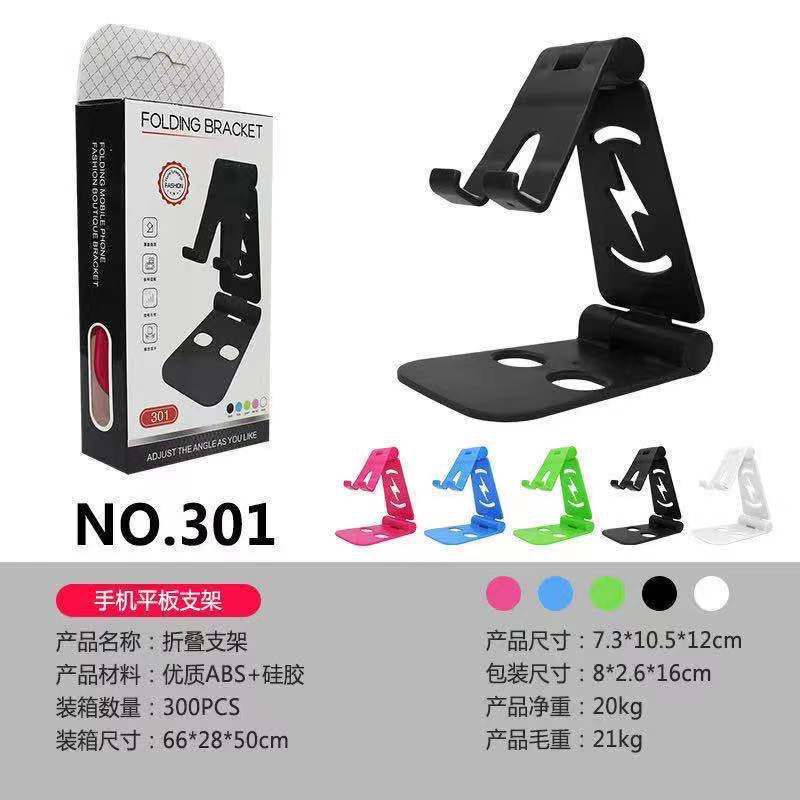 FOLDING BRACKET
FOLDING MOBILE PHONE
FASHION BOUTIQUE BRACKET
FASHION
301
ADJUST THE ANGLE AS YOU LIKE
NO.301
手机平板支架
产品名称：折叠支架
产品材料：优质ABS+硅胶
装箱数量：300PCS
装箱尺寸：66*28*50cm
产品尺寸：7.3*10.5*12cm
包装尺寸：8*2.6*16cm
产品净重：20kg
产品毛重：21kg